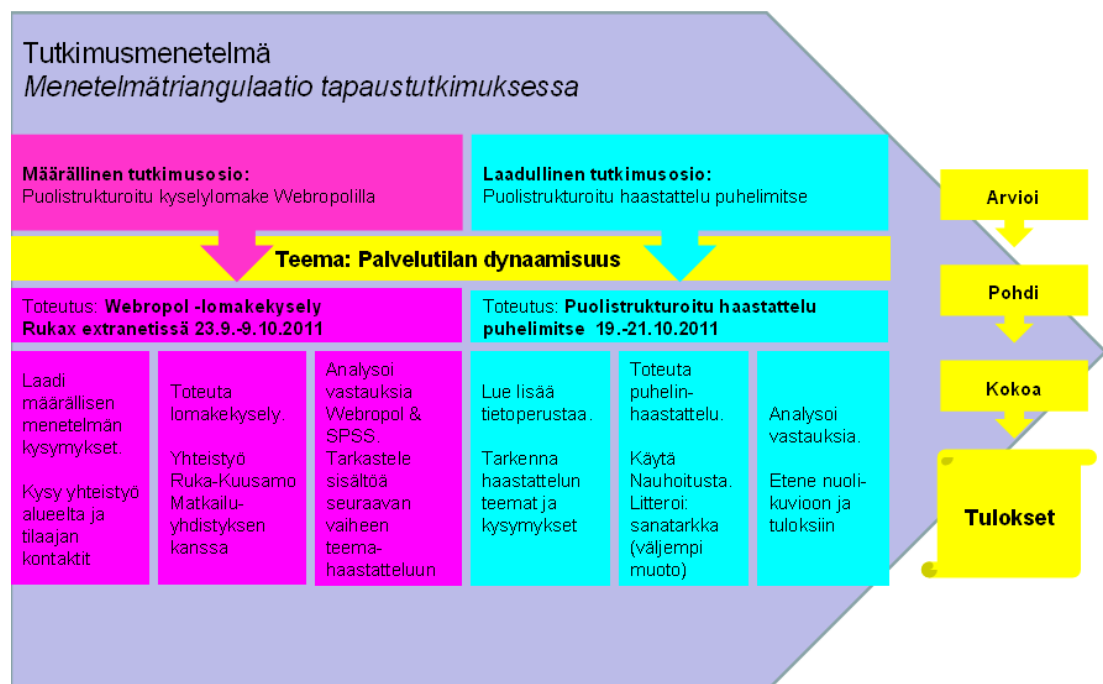 Tutkimusmenetelmä
Menetelmätriangulaatio tapaustutkimuksessa
Määrällinen tutkimusosio:
Puolistrukturoitu kyselylomake Webropolilla
Laadullinen tutkimusosio:
Puolistrukturoitu haastattelu puhelimitse
Teema: Palvelutilan dynaamisuus
Toteutus: Webropol -lomakekysely
Rukax extranetissä 23.9.-9.10.2011
Toteutus: Puolistrukturoitu haastattelu
puhelimitse 19.-21.10.2011
Laadi
määrällisen
menetelmän
kysymykset.
Kysy yhteistyö
alueelta ja
tilaajan
kontaktit
Toteuta
lomakekysely.
Yhteistyö
Ruka-Kuusamo
Matkailu-
yhdistyksen
kanssa
Analysoi
vastauksia
Webropol &
SPSS.
Tarkastele
sisältöä
seuraavan
vaiheen
teema-
haastatteluun
Lue lisää
tietoperustaa.
Tarkenna
haastattelun
teemat ja
kysymykset
Toteuta
puhelin-
haastattelu.
Käytä
Nauhoitusta.
Litteroi:
sanatarkka
(väljempi
muoto)
Analysoi
vastauksia.
Etene nuoli-
kuvioon ja
tuloksiin
Arvioi
Pohdi
Kokoa
Tulokset